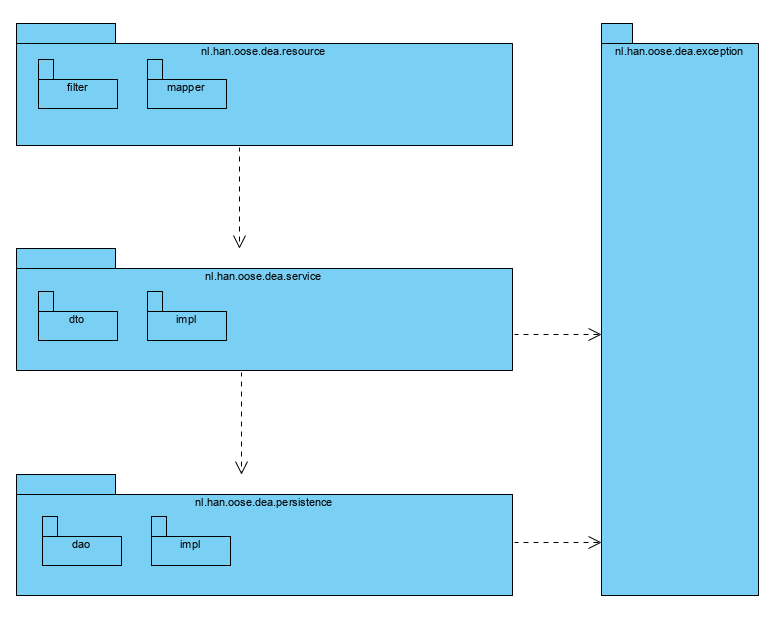 nl.han.oose.dea.resource
filter
mapper
nl.han.oose.dea.exception
nl.han.oose.dea.service
dto
impl
nl.han.oose.dea.persistence
dao
impl